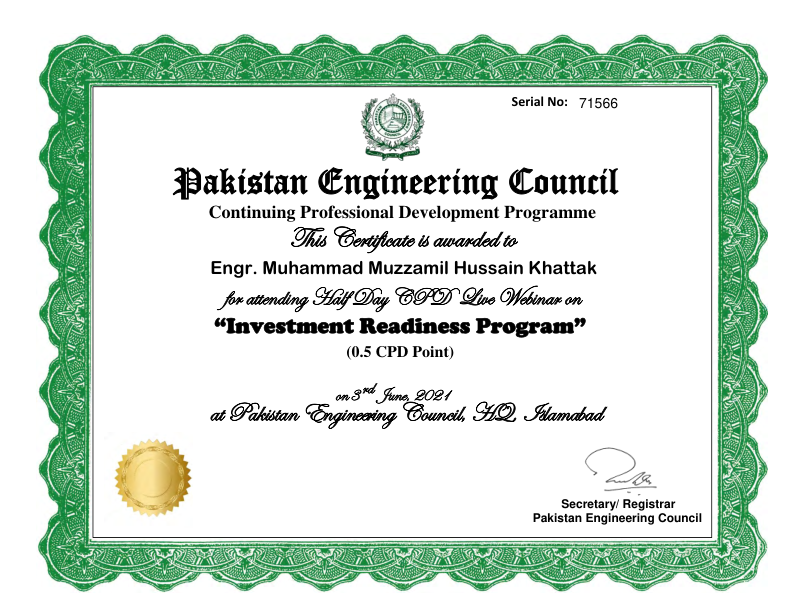 Serial No: 71566
Pakistan Engineering Council
Continuing Professional Development Programme
This Certificate is awarded to
Engr. Muhammad Muzzamil Hussain Khattak
for attending Half Day CPD Live Webinar on
“Investment Readiness Program”
(0.5 CPD Point)
on 3rd June, 2021
at Pakistan Engineering Council, HQ, Islamabad
Secretary/ Registrar
Pakistan Engineering Council